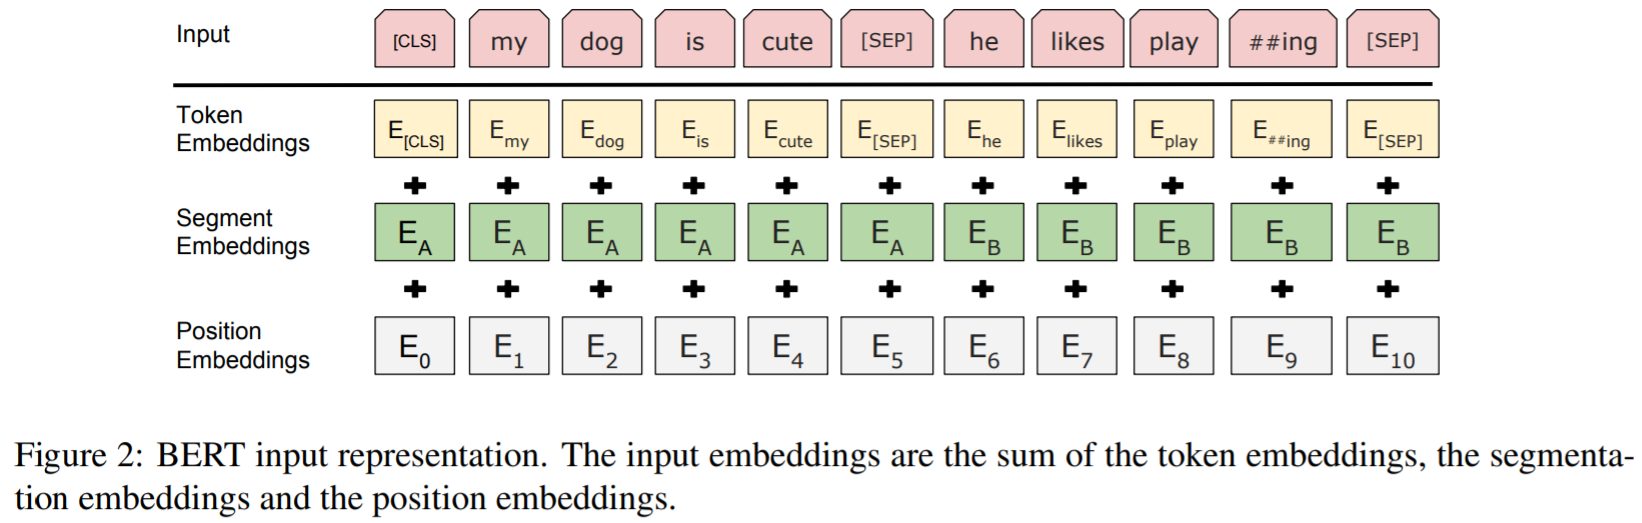 Input [CLS] my dog is cute [SEP] he likes play ##ing [SEP]
Token
Embeddings
E[CLS] Emy Edog Eis Ecute E[SEP] Ehe Elikes Eplay E##ing E[SEP]
+ + + + + + + + + + +
Segment
Embeddings
EA EA EA EA EA EA EB EB EB EB EB
+ + + + + + + + + + +
Position
Embeddings
E0 E1 E2 E3 E4 E5 E6 E7 E8 E9 E10
Figure 2: BERT input representation. The input embeddings are the sum of the token embeddings, the segmenta-
tion embeddings and the position embeddings.